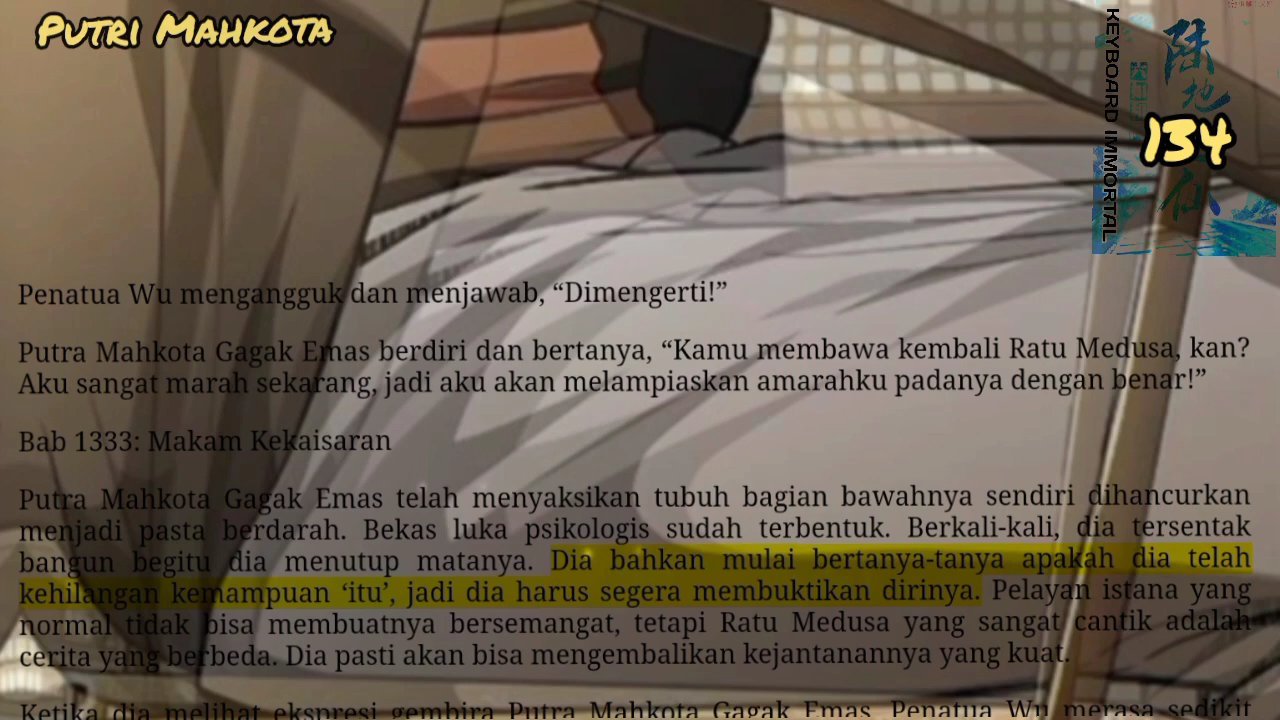 PUTRI MAHKOTA
陆地
KEYBOARD IMMORTAL
134
仙
Penatua Wu mengangguk dan menjawab, “Dimengerti!”
Putra Mahkota Gagak Emas berdiri dan bertanya, “Kamu membawa kembali Ratu Medusa, kan?
Aku sangat marah sekarang, jadi aku akan melampiaskan amarahku padanya dengan benar!”
Bab 1333: Makam Kekaisaran
Putra Mahkota Gagak Emas telah menyaksikan tubuh bagian bawahnya sendiri dihancurkan
menjadi pasta berdarah. Bekas luka psikologis sudah terbentuk. Berkali-kali, dia tersentak
bangun begitu dia menutup matanya. Dia bahkan mulai bertanya-tanya apakah dia telah
kehilangan kemampuan ‘itu’, jadi dia harus segera membuktikan dirinya. Pelayan istana yang
normal tidak bisa membuatnya bersemangat, tetapi Ratu Medusa yang sangat cantik adalah
cerita yang berbeda. Dia pasti akan bisa mengembalikan kejantanannya yang kuat.
Ketika dia melihat ekspresi gembira Putra Mahkota Gagak Emas, Penatua Wu merasa sedikit